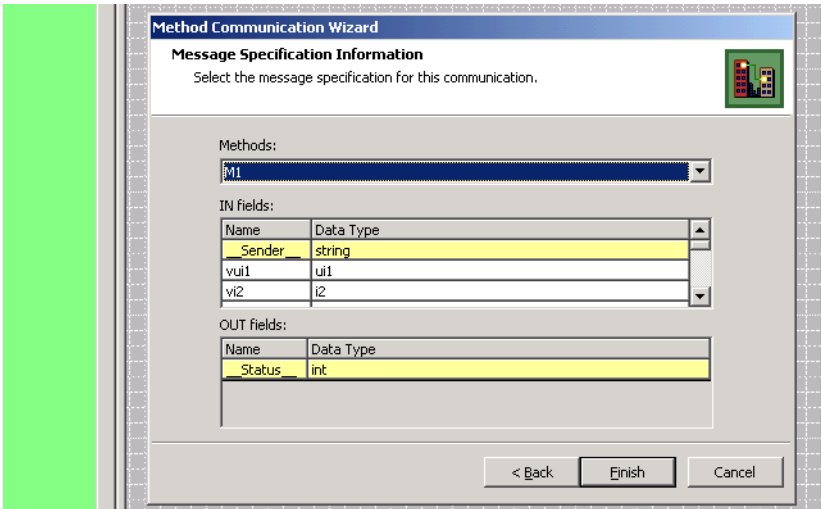 Method Communication Wizard
Message Specification Information
Select the message specification for this communication.
Methods:
M1
IN fields:
Name Data Type
__Sender__ string
vui1 ui1
vi2 i2
OUT fields:
Name Data Type
__Status__ int
< Back Finish Cancel